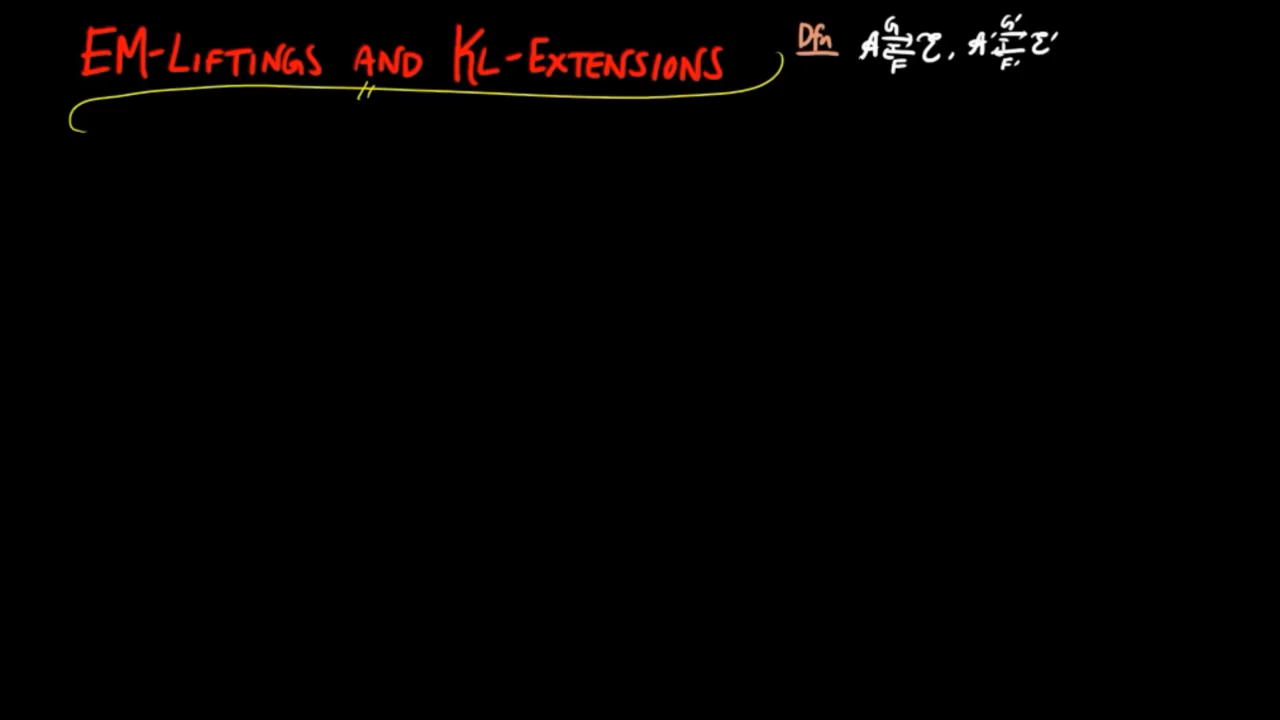 EM-LIFTINGS AND KL-EXTENSIONS
Dfn A ⇄ C, A' ⇄ C'
G G'
F F'